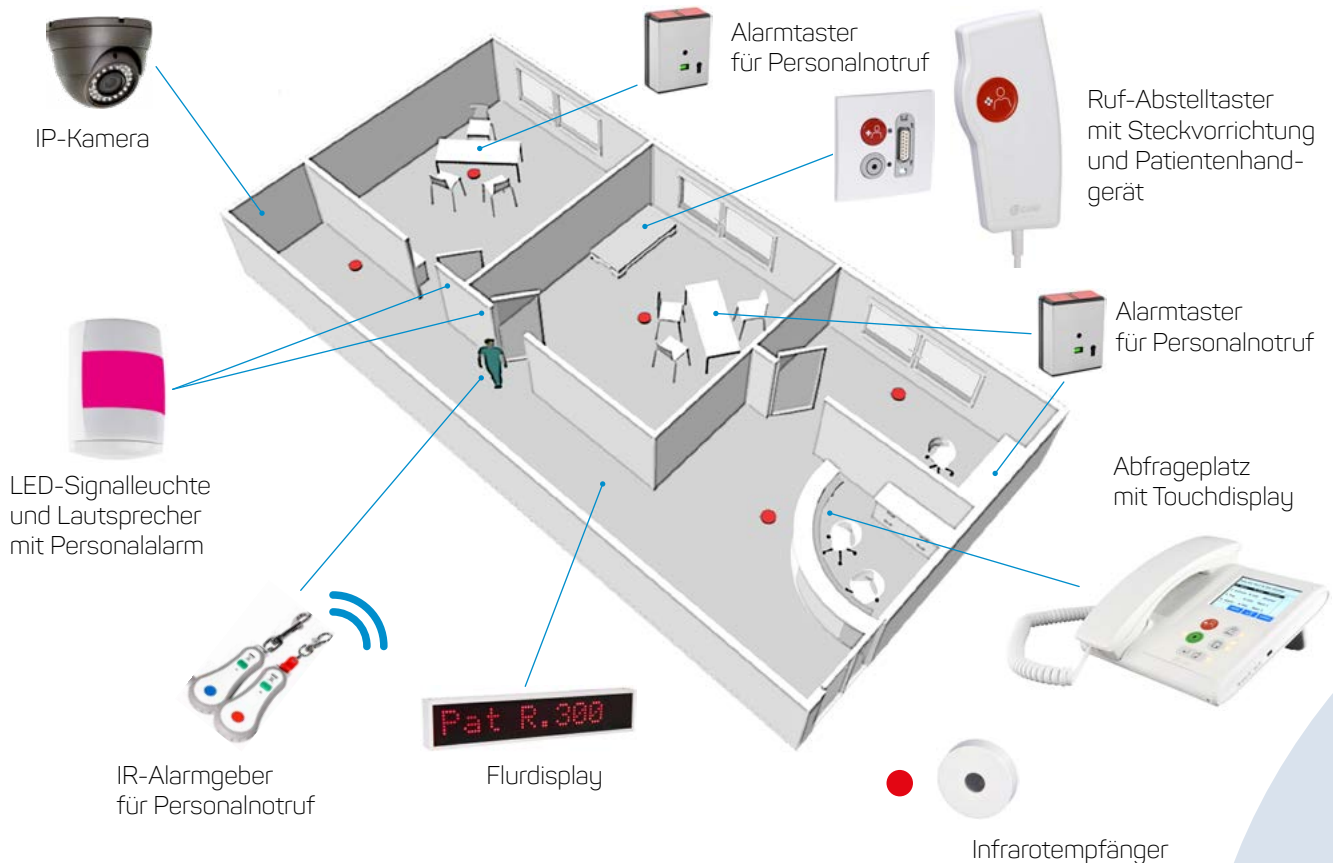 IP-Kamera
Alarmtaster
für Personalnotruf
Ruf-Abstelltaster
mit Steckvorrichtung
und Patientenhand-
gerät
Alarmtaster
für Personalnotruf
LED-Signalleuchte
und Lautsprecher
mit Personalalarm
Abfrageplatz
mit Touchdisplay
IR-Alarmgeber
für Personalnotruf
Pat R.300
Flurdisplay
Infrarotempfänger